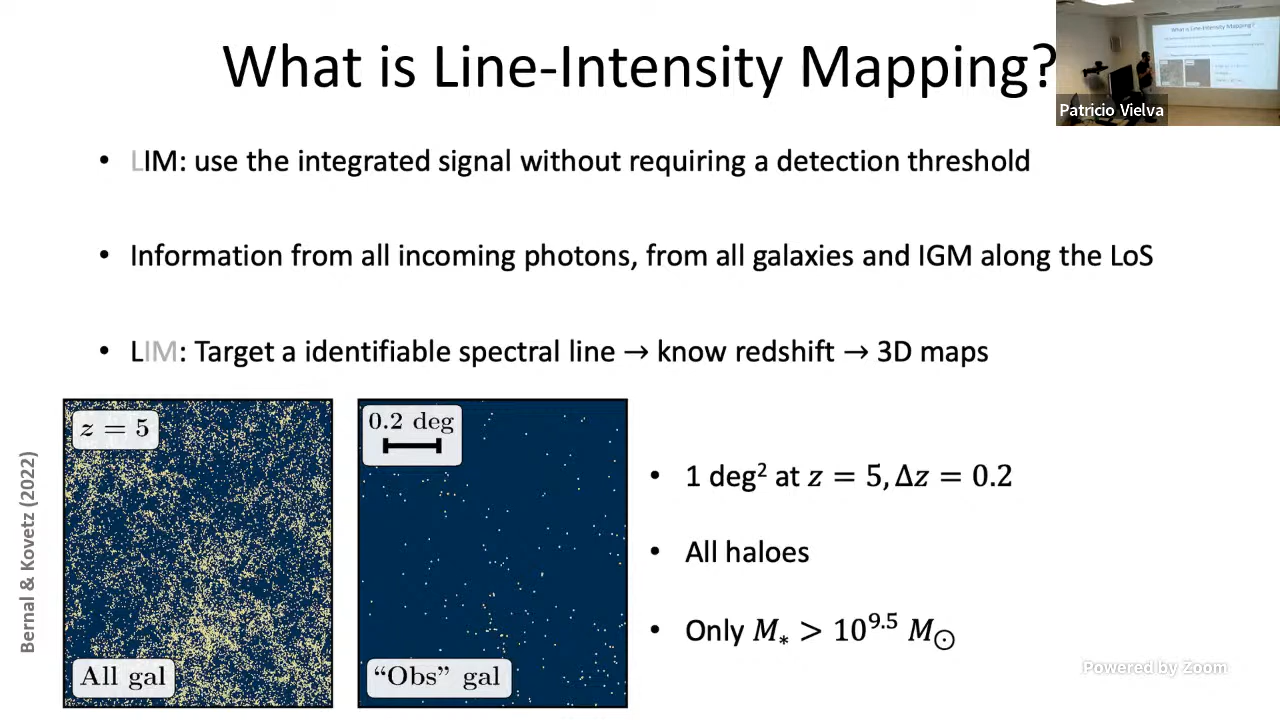 What is Line-Intensity Mapping?
Patricio Vielva
• LIM: use the integrated signal without requiring a detection threshold
• Information from all incoming photons, from all galaxies and IGM along the LoS
• LIM: Target a identifiable spectral line → know redshift → 3D maps
Bernal & Kovetz (2022)
z = 5
All gal
0.2 deg
“Obs” gal
• 1 deg² at z = 5, Δz = 0.2
• All haloes
• Only M∗ > 10^9.5 M⊙
Powered by Zoom